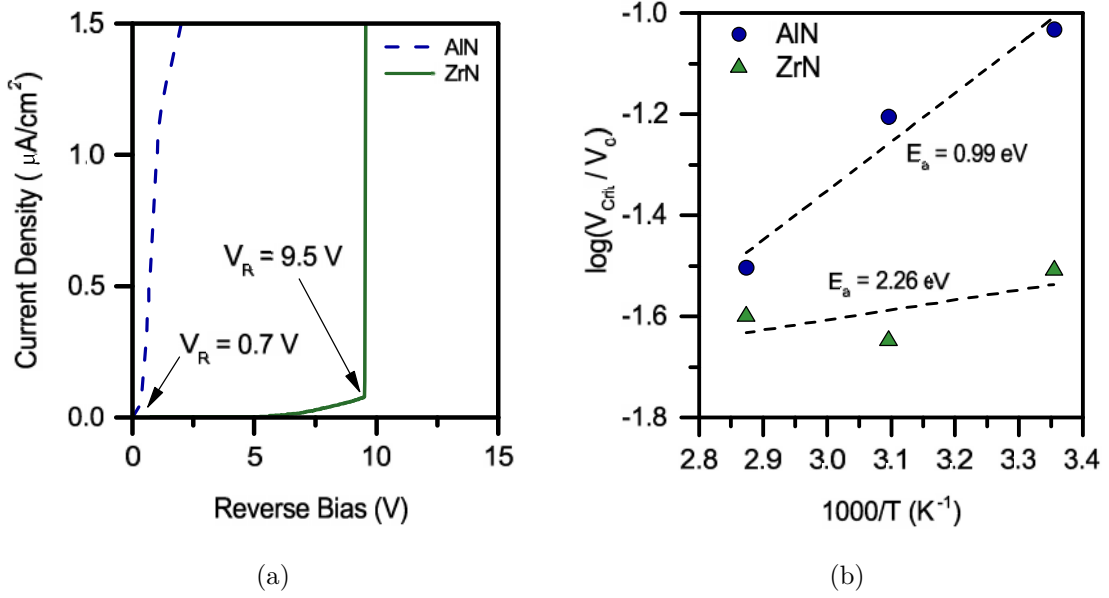 1.5
1.0
0.5
0.0
0
5
10
15
Current Density ( μA/cm²)
Reverse Bias (V)
AlN
ZrN
V_R = 9.5 V
V_R = 0.7 V
(a)
-1.0
-1.2
-1.4
-1.6
-1.8
2.8
2.9
3.0
3.1
3.2
3.3
3.4
log(V_Crit / V_0)
1000/T (K⁻¹)
AlN
ZrN
E_a = 0.99 eV
E_a = 2.26 eV
(b)